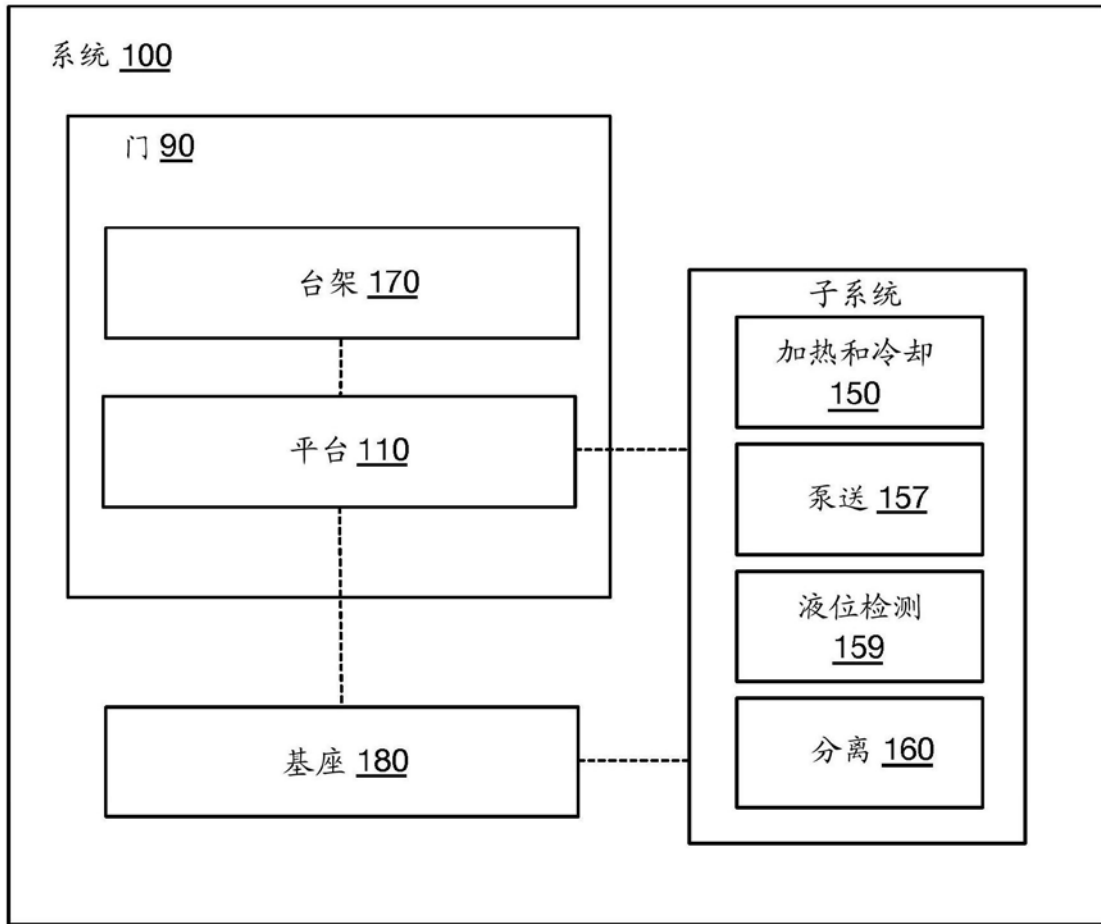 系统 100
门 90
台架 170
平台 110
基座 180
子系统
加热和冷却
150
泵送 157
液位检测
159
分离 160